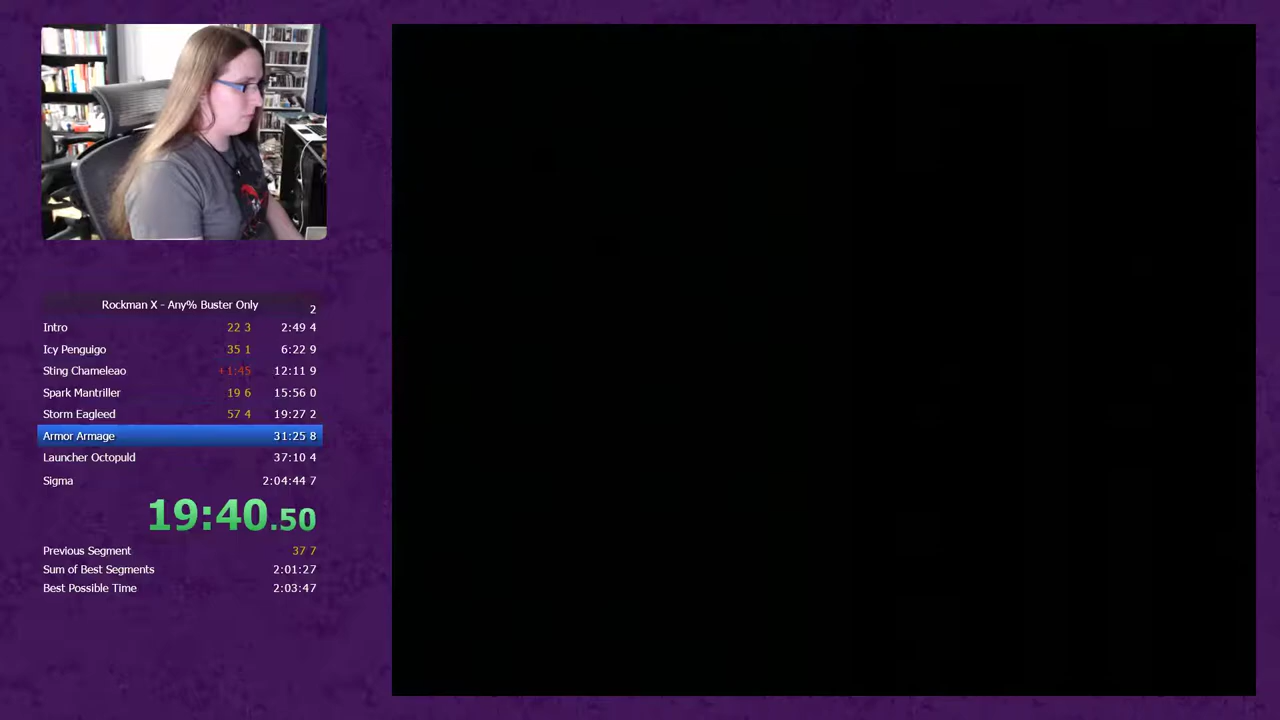 Rockman X - Any% Buster Only
2
Intro 22 3 2:49 4
Icy Penguigo 35 1 6:22 9
Sting Chameleao +1:45 12:11 9
Spark Mantriller 19 6 15:56 0
Storm Eagleed 57 4 19:27 2
Armor Armage 31:25 8
Launcher Octopuld 37:10 4
Sigma 2:04:44 7
19:40.50
Previous Segment 37 7
Sum of Best Segments 2:01:27
Best Possible Time 2:03:47